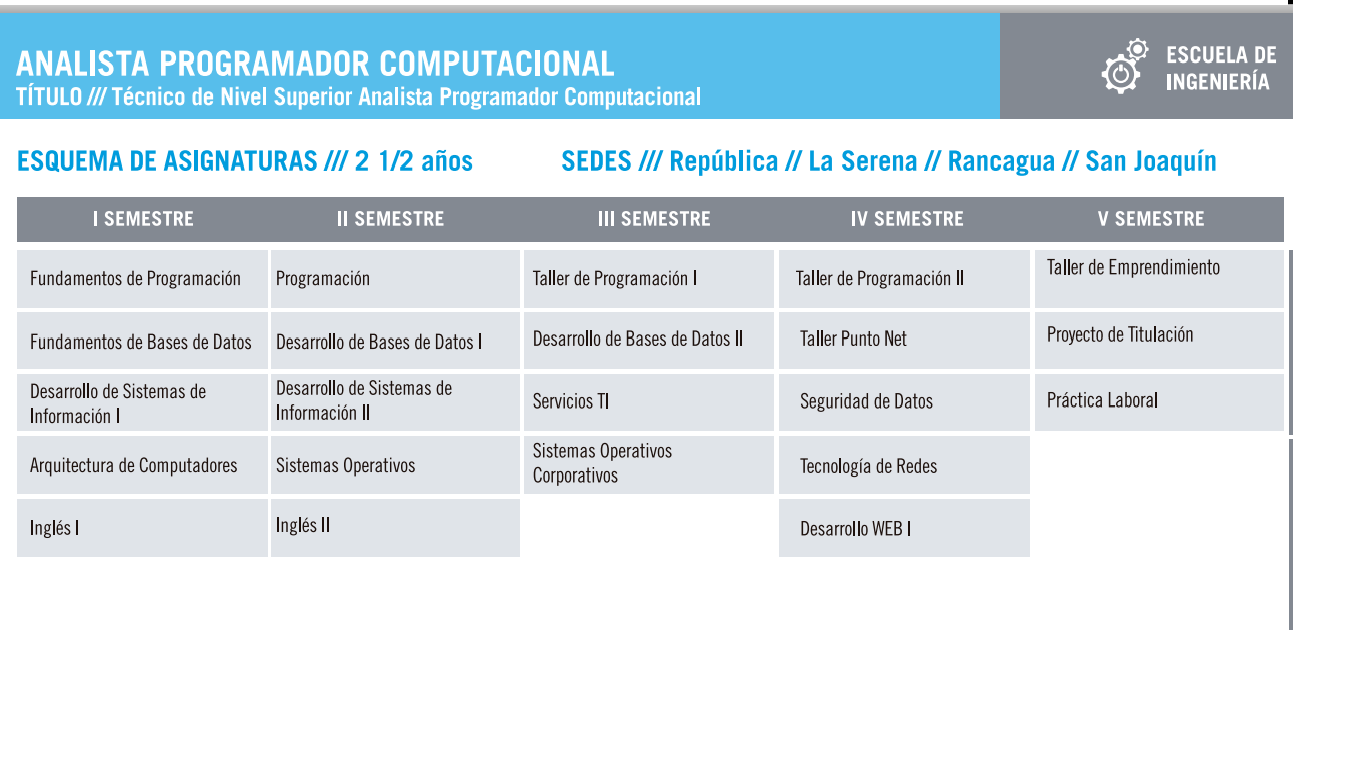 ANALISTA PROGRAMADOR COMPUTACIONAL
TÍTULO /// Técnico de Nivel Superior Analista Programador Computacional
ESCUELA DE
INGENIERÍA
ESQUEMA DE ASIGNATURAS /// 2 1/2 años
SEDES /// República // La Serena // Rancagua // San Joaquín
I SEMESTRE
II SEMESTRE
III SEMESTRE
IV SEMESTRE
V SEMESTRE
Fundamentos de Programación
Programación
Taller de Programación I
Taller de Programación II
Taller de Emprendimiento
Fundamentos de Bases de Datos
Desarrollo de Bases de Datos I
Desarrollo de Bases de Datos II
Taller Punto Net
Proyecto de Titulación
Desarrollo de Sistemas de
Información I
Desarrollo de Sistemas de
Información II
Servicios TI
Seguridad de Datos
Práctica Laboral
Arquitectura de Computadores
Sistemas Operativos
Sistemas Operativos
Corporativos
Tecnología de Redes
Inglés I
Inglés II
Desarrollo WEB I